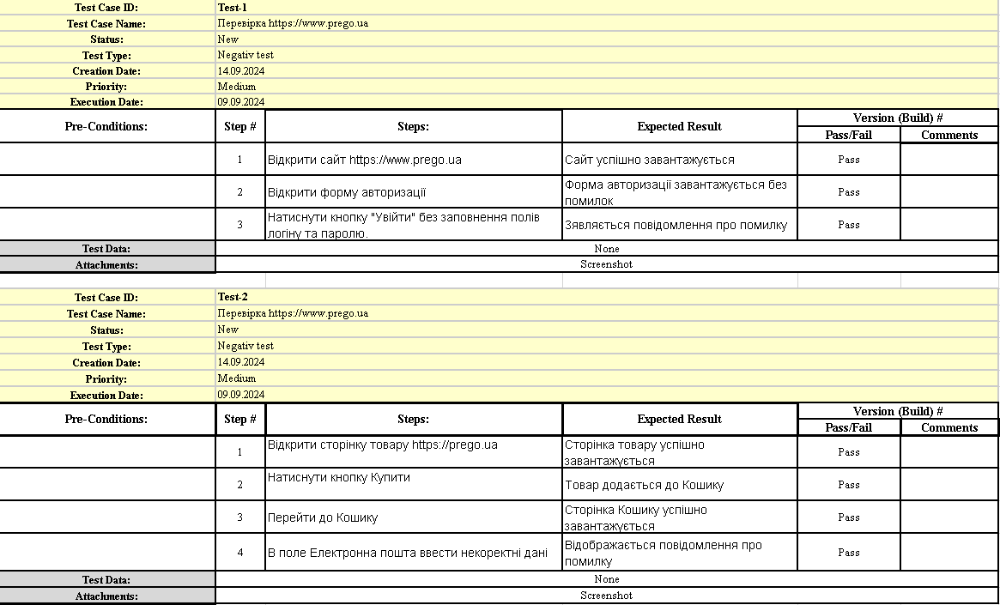 Test Case ID: Test-1
Test Case Name: Перевірка https://www.prego.ua
Status: New
Test Type: Negativ test
Creation Date: 14.09.2024
Priority: Medium
Execution Date: 09.09.2024
Pre-Conditions: Step # Steps: Expected Result Version (Build) #
Pass/Fail Comments
1 Відкрити сайт https://www.prego.ua Сайт успішно завантажується Pass
2 Відкрити форму авторизації Форма авторизації завантажується без
помилок Pass
3 Натиснути кнопку "Увійти" без заповнення полів
логіну та паролю. Зявляється повідомлення про помилку Pass
Test Data: None
Attachments: Screenshot
Test Case ID: Test-2
Test Case Name: Перевірка https://www.prego.ua
Status: New
Test Type: Negativ test
Creation Date: 14.09.2024
Priority: Medium
Execution Date: 09.09.2024
Pre-Conditions: Step # Steps: Expected Result Version (Build) #
Pass/Fail Comments
1 Відкрити сторінку товару https://prego.ua Сторінка товару успішно
завантажується Pass
2 Натиснути кнопку Купити Товар додається до Кошику Pass
3 Перейти до Кошику Сторінка Кошику успішно
завантажується Pass
4 В поле Електронна пошта ввести некоректні дані Відображається повідомлення про
помилку Pass
Test Data: None
Attachments: Screenshot